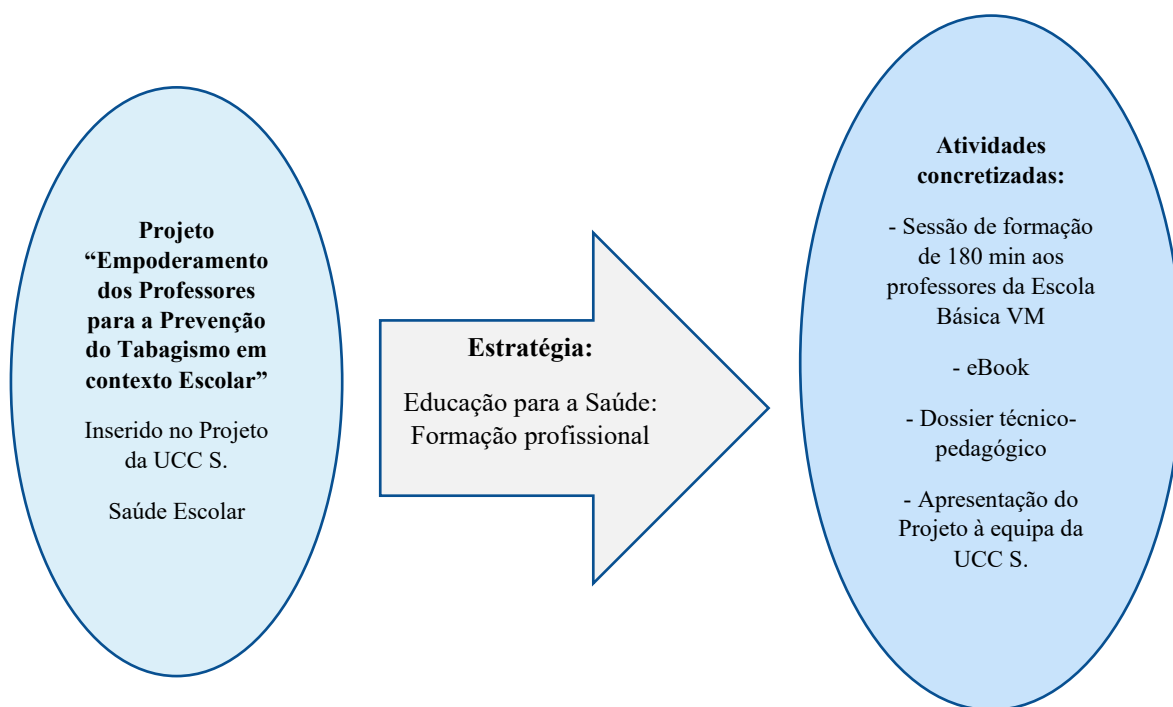 Projeto
“Empoderamento
dos Professores
para a Prevenção
do Tabagismo em
contexto Escolar”
Inserido no Projeto
da UCC S.
Saúde Escolar
Estratégia:
Educação para a Saúde:
Formação profissional
Atividades
concretizadas:
- Sessão de formação
de 180 min aos
professores da Escola
Básica VM
- eBook
- Dossier técnico-
pedagógico
- Apresentação do
Projeto à equipa da
UCC S.